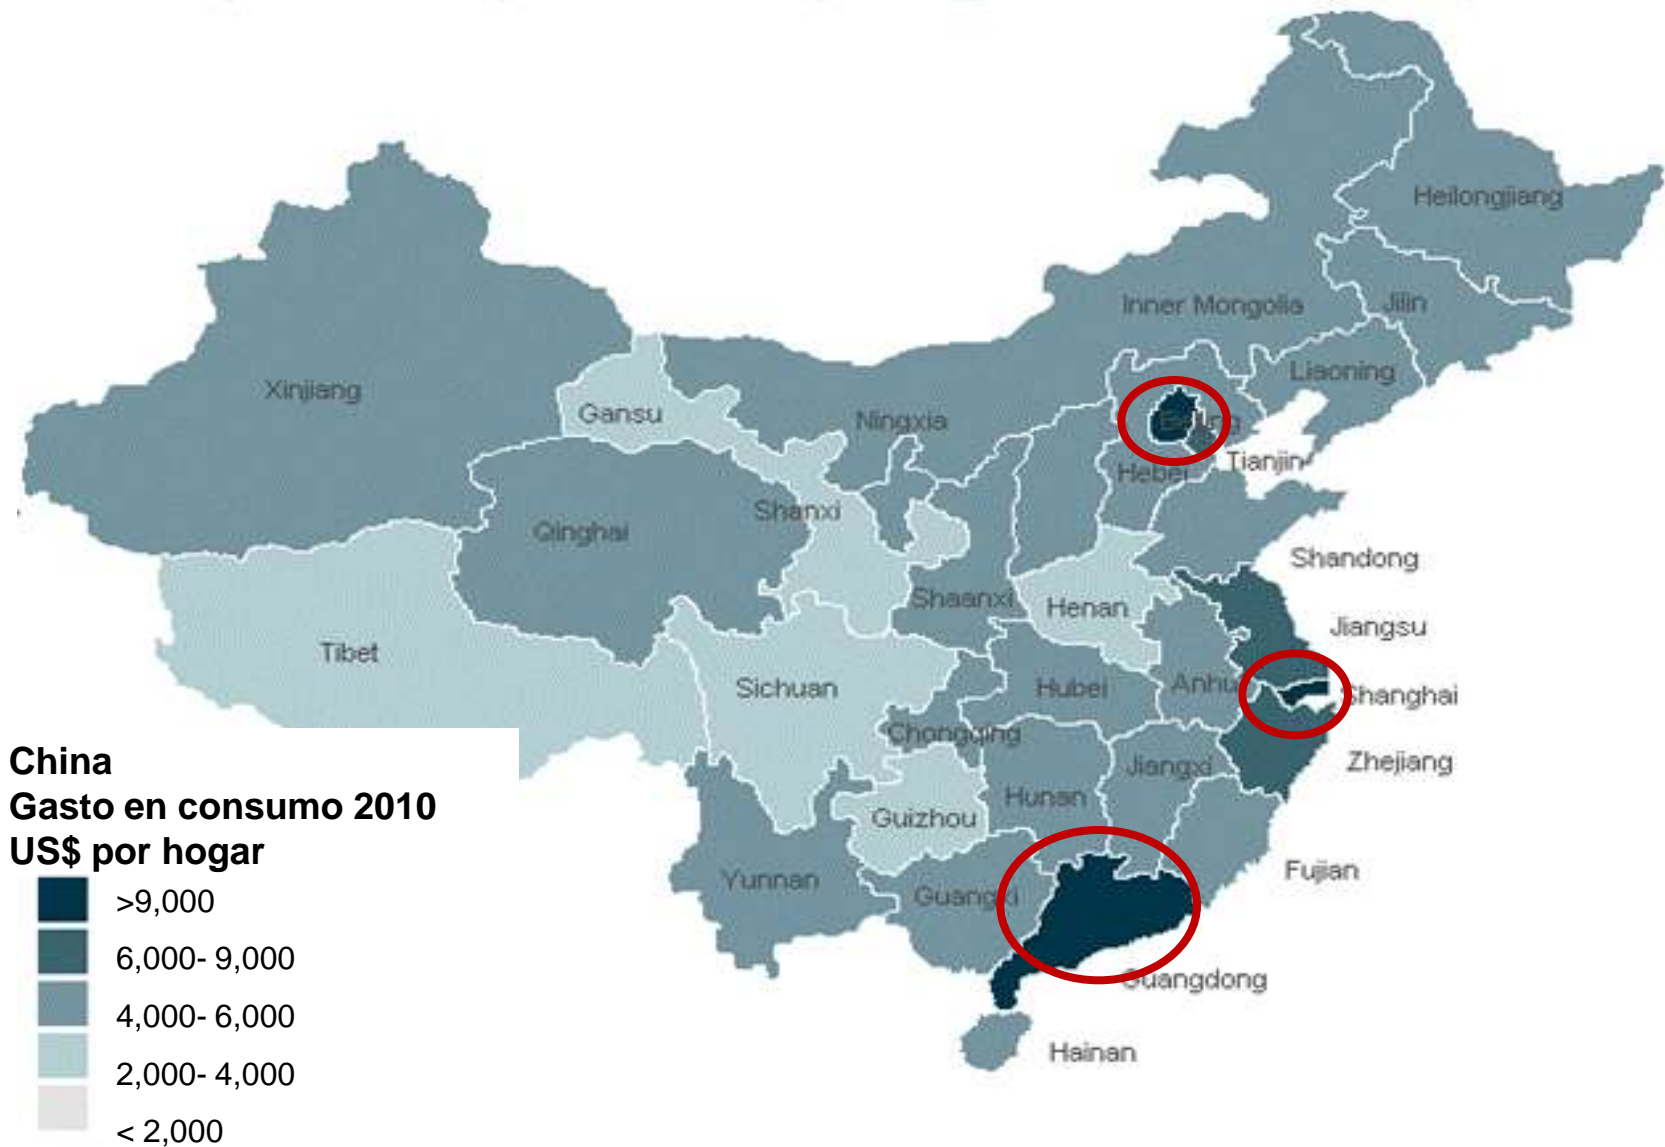 Heilongjiang
Inner Mongolia
Jilin
Liaoning
Xinjiang
Gansu
Ningxia
Beijing
Tianjin
Hebei
Shanxi
Qinghai
Shandong
Shaanxi
Henan
Jiangsu
Tibet
Sichuan
Hubei
Anhui
Shanghai
Chongqing
Jiangxi
Zhejiang
Hunan
Guizhou
Yunnan
Guangxi
Fujian
Guangdong
Hainan
China
Gasto en consumo 2010
US$ por hogar
>9,000
6,000- 9,000
4,000- 6,000
2,000- 4,000
< 2,000